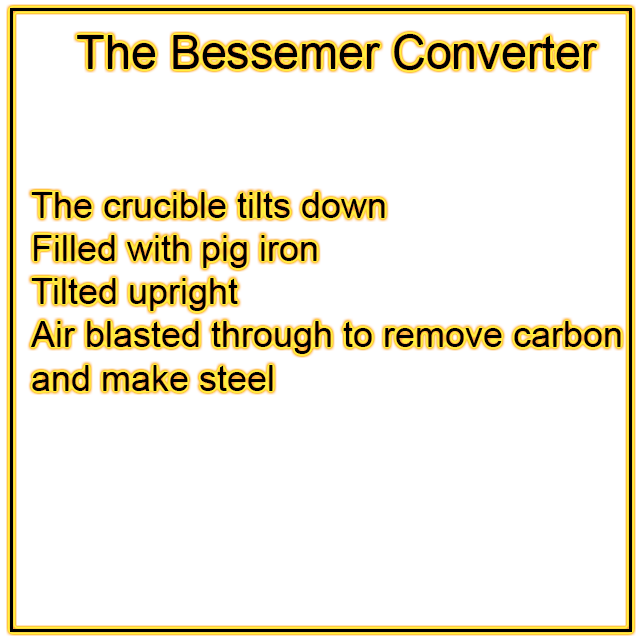 The Bessemer Converter
The crucible tilts down
Filled with pig iron
Tilted upright
Air blasted through to remove carbon
and make steel